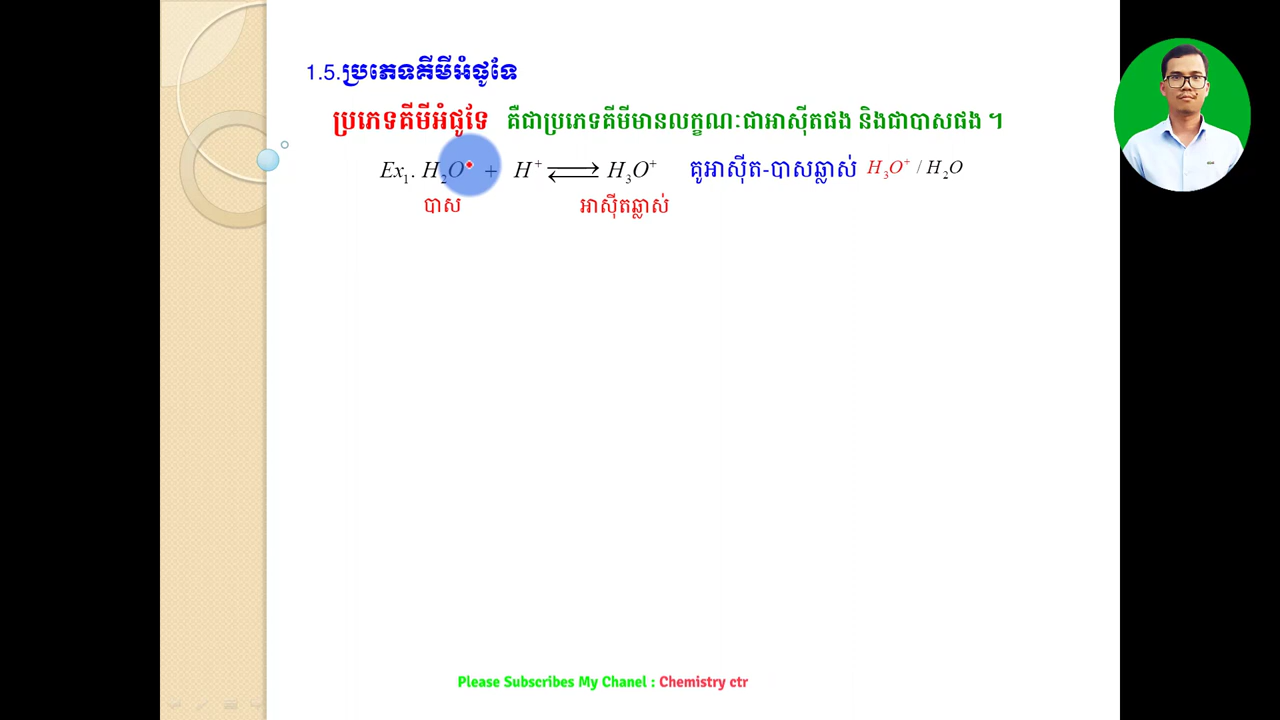 1.5.ប្រភេទគីមីអំផូទែ
ប្រភេទគីមីអំផូទែ គឺជាប្រភេទគីមីមានលក្ខណៈជាអាស៊ីតផង និងជាបាសផង ។
Ex₁. H₂O + H⁺ ⇌ H₃O⁺ គូអាស៊ីត-បាសឆ្លាស់ H₃O⁺ / H₂O
បាស អាស៊ីតឆ្លាស់
Please Subscribes My Chanel : Chemistry ctr